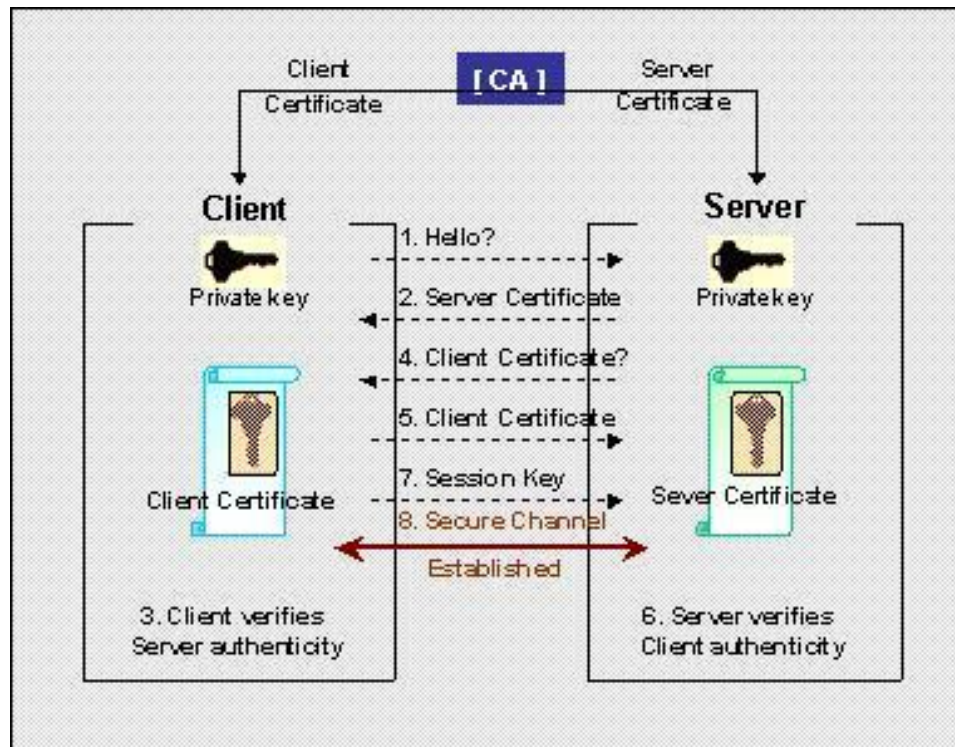 Client
Certificate
[ CA ]
Server
Certificate
Client
Server
Private key
Private key
1. Hello?
2. Server Certificate
4. Client Certificate?
5. Client Certificate
7. Session Key
8. Secure Channel
Established
Client Certificate
Sever Certificate
3. Client verifies
Server authenticity
6. Server verifies
Client authenticity